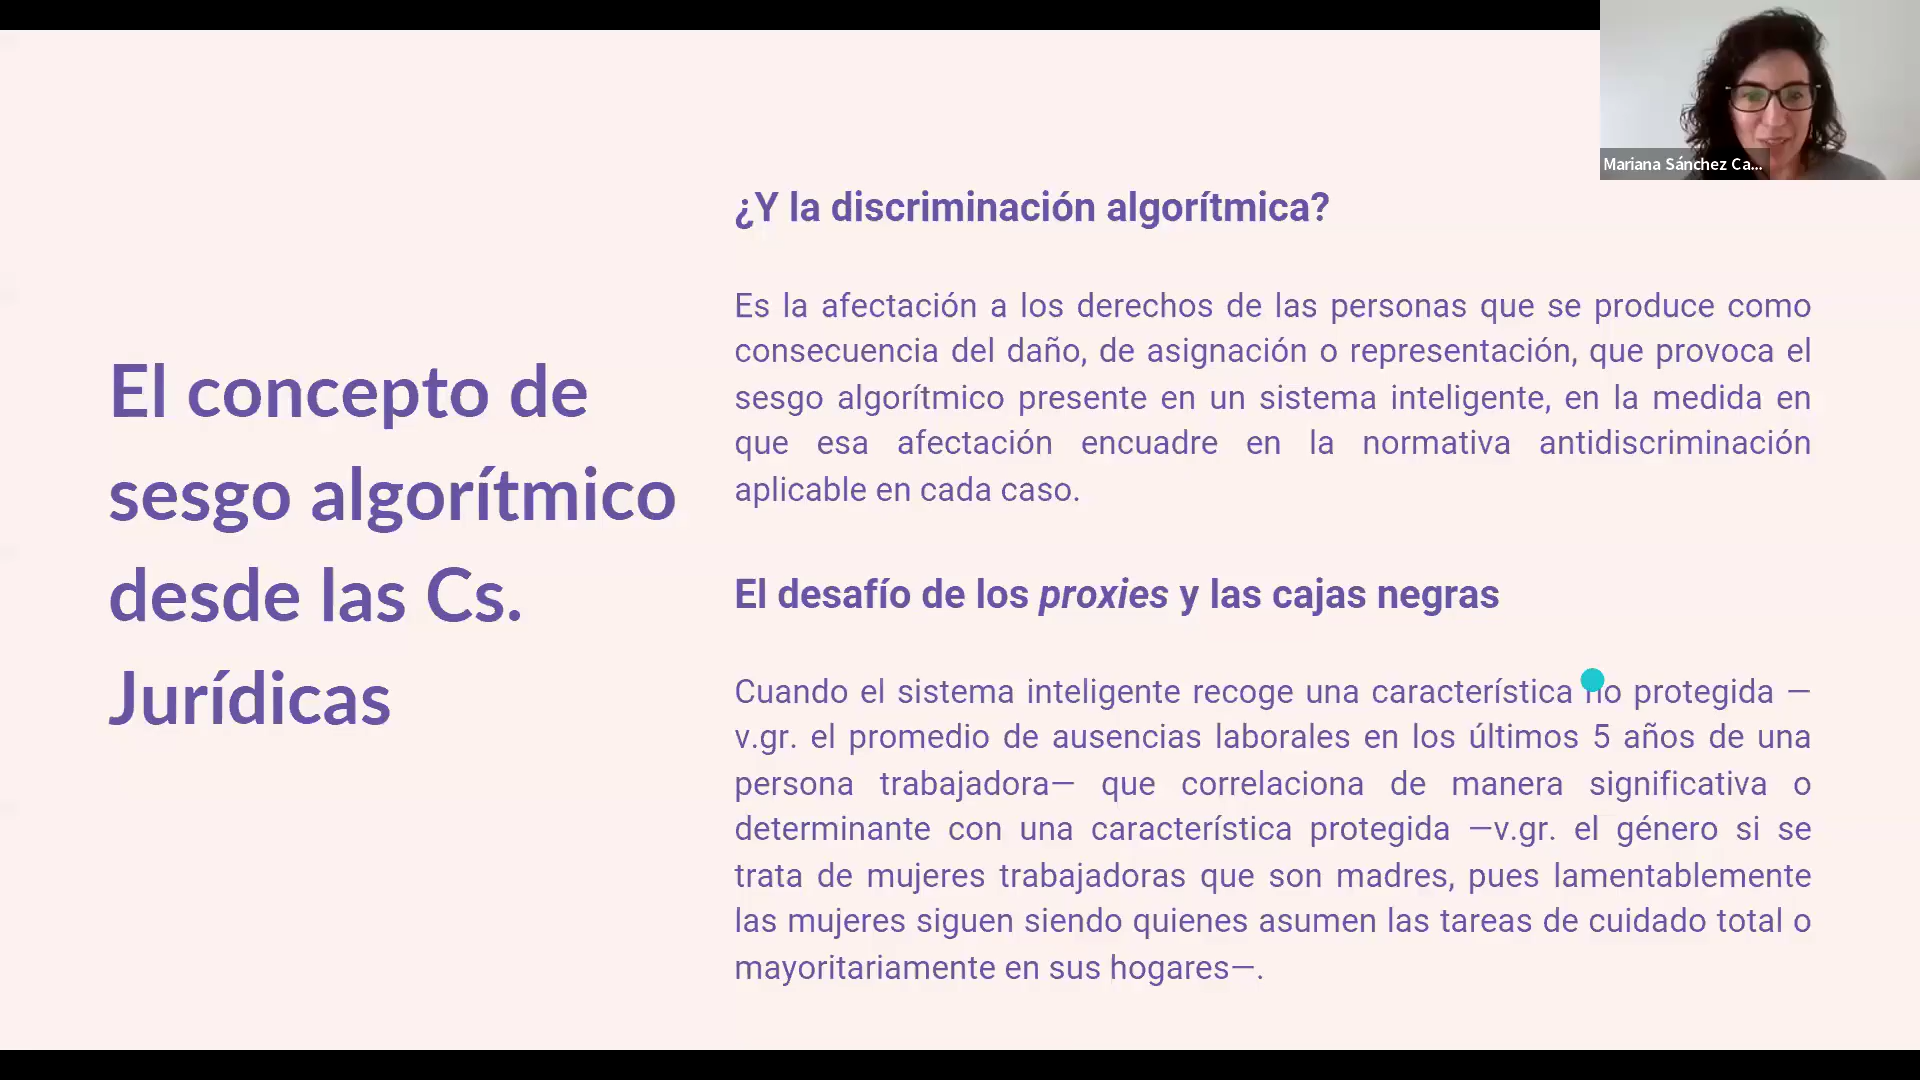 Mariana Sánchez Ca...
El concepto de
sesgo algorítmico
desde las Cs.
Jurídicas
¿Y la discriminación algorítmica?
Es la afectación a los derechos de las personas que se produce como
consecuencia del daño, de asignación o representación, que provoca el
sesgo algorítmico presente en un sistema inteligente, en la medida en
que esa afectación encuadre en la normativa antidiscriminación
aplicable en cada caso.
El desafío de los proxies y las cajas negras
Cuando el sistema inteligente recoge una característica no protegida —
v.gr. el promedio de ausencias laborales en los últimos 5 años de una
persona trabajadora— que correlaciona de manera significativa o
determinante con una característica protegida —v.gr. el género si se
trata de mujeres trabajadoras que son madres, pues lamentablemente
las mujeres siguen siendo quienes asumen las tareas de cuidado total o
mayoritariamente en sus hogares—.